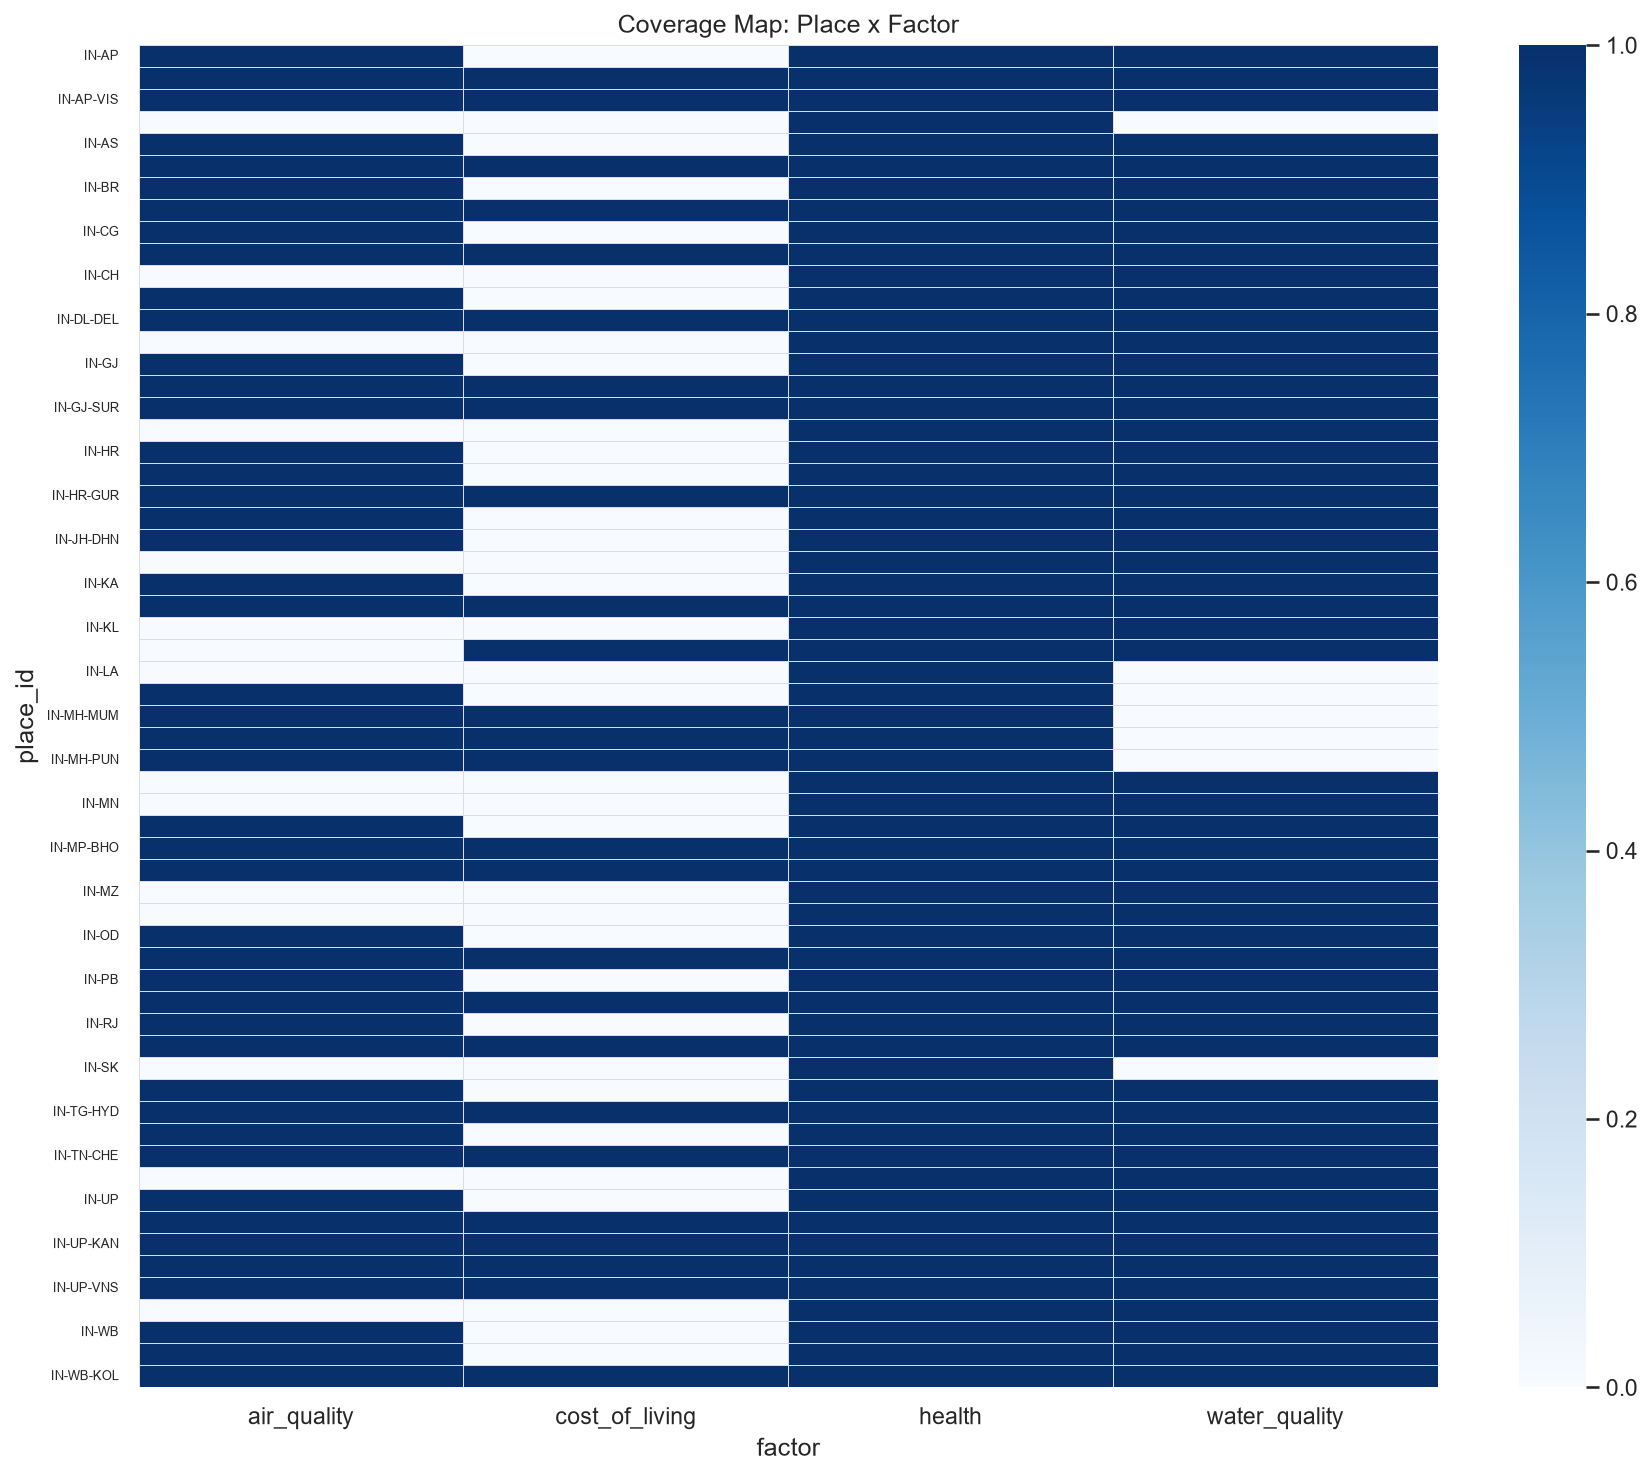 Coverage Map: Place x Factor
IN-AP
IN-AP-VIS
IN-AS
IN-BR
IN-CG
IN-CH
IN-DL-DEL
IN-GJ
IN-GJ-SUR
IN-HR
IN-HR-GUR
IN-JH-DHN
IN-KA
IN-KL
IN-LA
IN-MH-MUM
IN-MH-PUN
IN-MN
IN-MP-BHO
IN-MZ
IN-OD
IN-PB
IN-RJ
IN-SK
IN-TG-HYD
IN-TN-CHE
IN-UP
IN-UP-KAN
IN-UP-VNS
IN-WB
IN-WB-KOL
place_id
air_quality cost_of_living health water_quality
factor
1.0
0.8
0.6
0.4
0.2
0.0